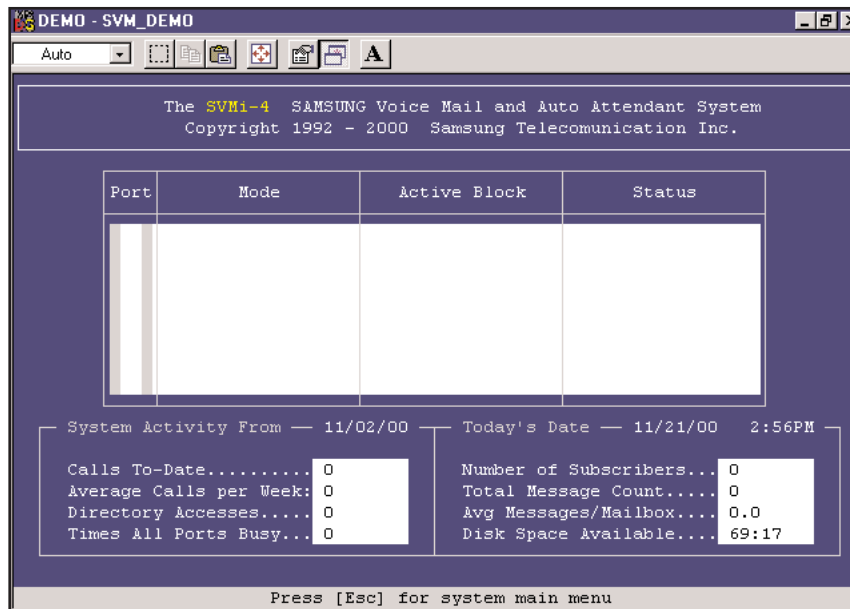 DEMO - SVM_DEMO
Auto
A
The SVMi-4 SAMSUNG Voice Mail and Auto Attendant System
Copyright 1992 - 2000 Samsung Telecomunication Inc.
Port Mode Active Block Status
System Activity From — 11/02/00 Today's Date — 11/21/00 2:56PM
Calls To-Date.......... 0 Number of Subscribers... 0
Average Calls per Week: 0 Total Message Count..... 0
Directory Accesses..... 0 Avg Messages/Mailbox.... 0.0
Times All Ports Busy... 0 Disk Space Available.... 69:17
Press [Esc] for system main menu